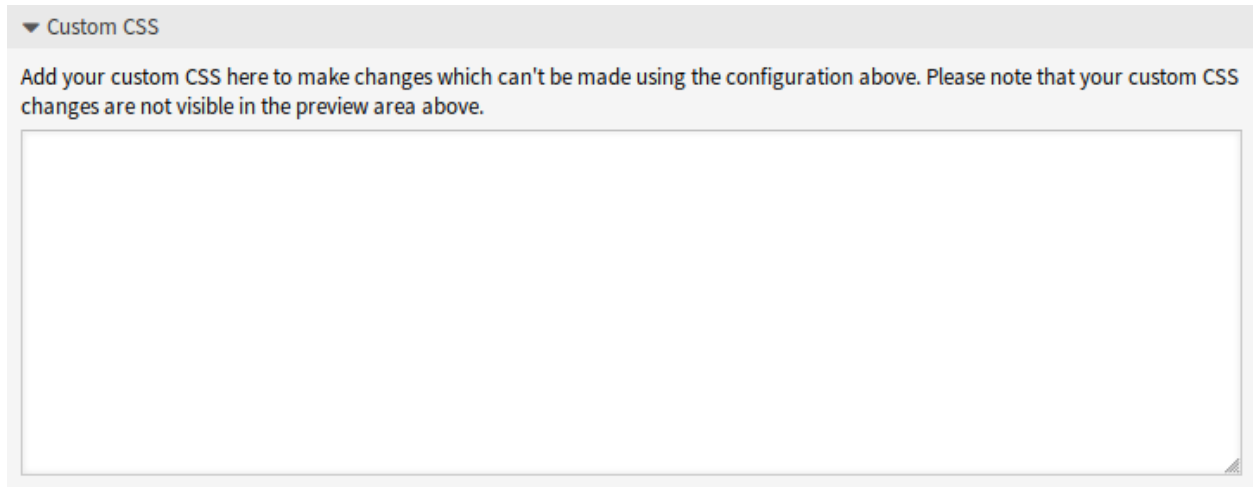 Custom CSS
Add your custom CSS here to make changes which can't be made using the configuration above. Please note that your custom CSS
changes are not visible in the preview area above.